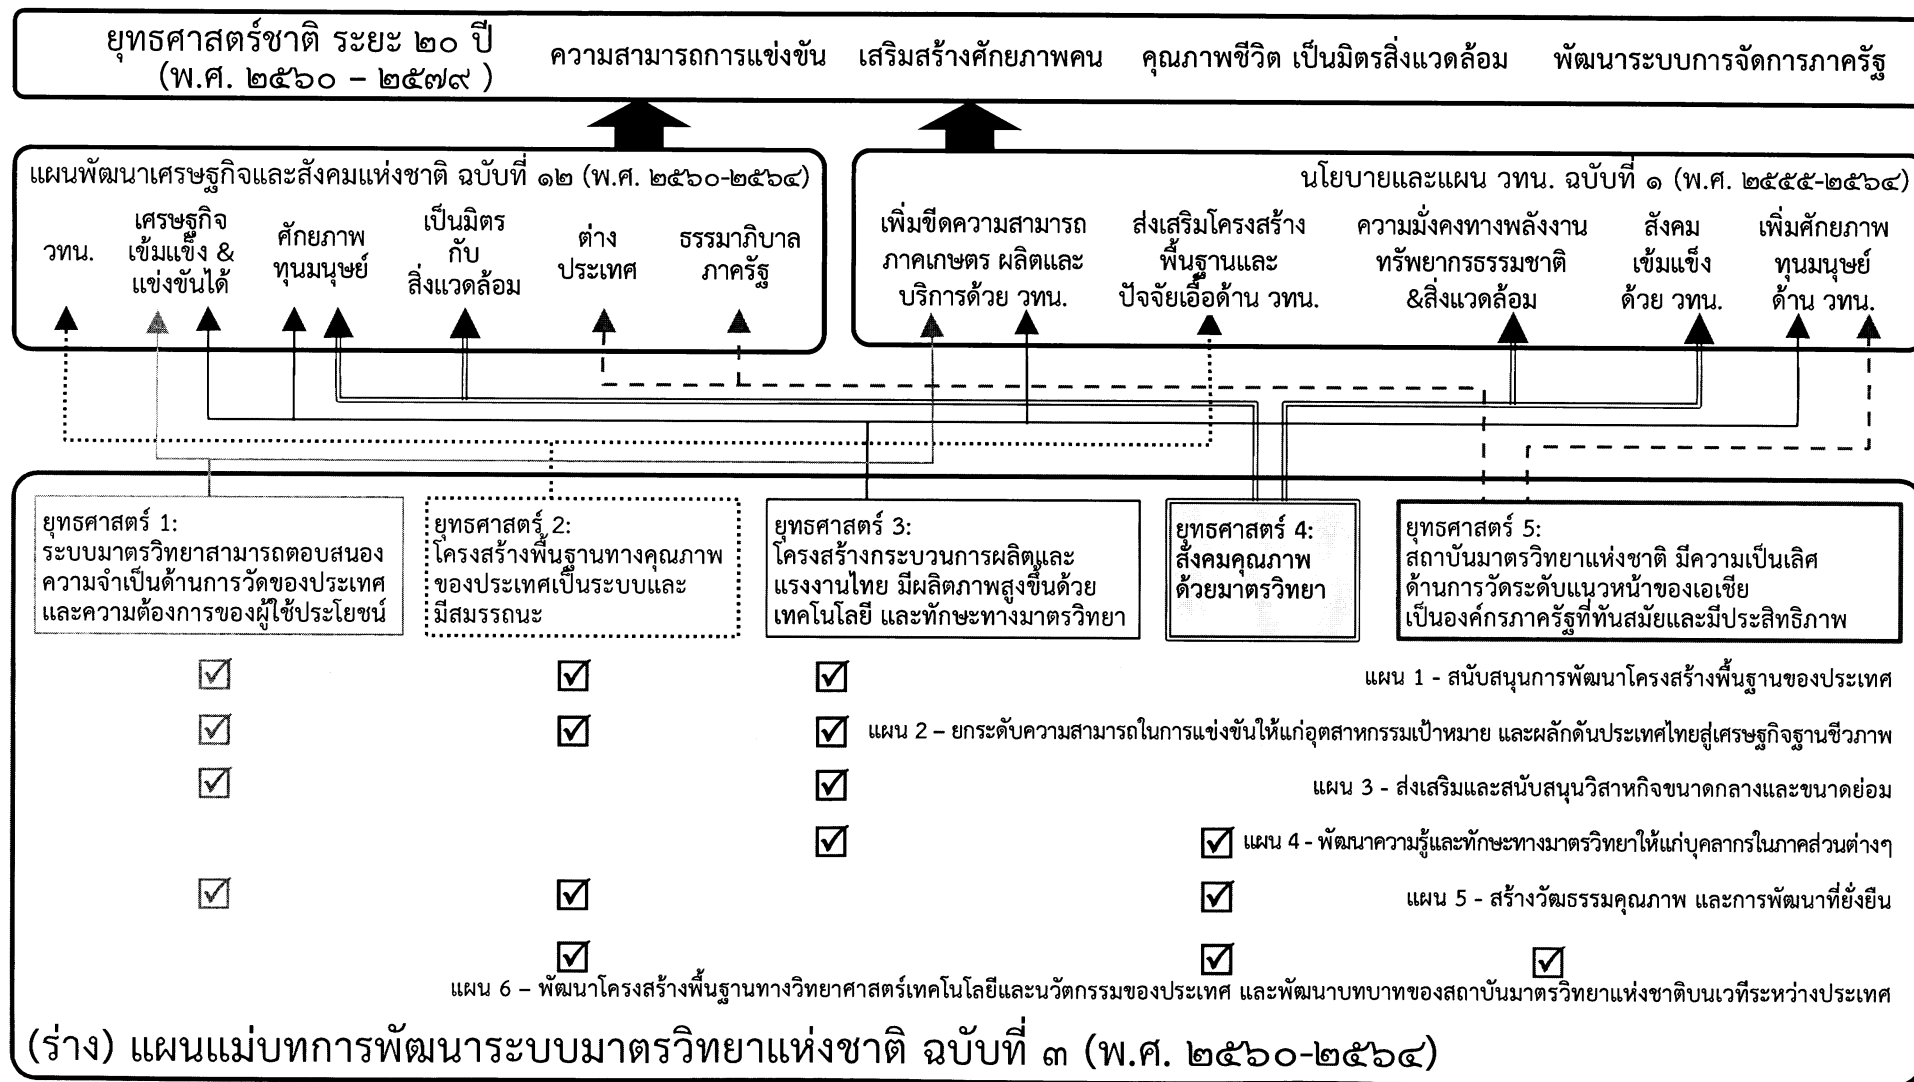 ยุทธศาสตร์ชาติ ระยะ ๒๐ ปี
(พ.ศ. ๒๕๖๐ – ๒๕๗๙ )
ความสามารถการแข่งขัน
เสริมสร้างศักยภาพคน
คุณภาพชีวิต เป็นมิตรสิ่งแวดล้อม
พัฒนาระบบการจัดการภาครัฐ
แผนพัฒนาเศรษฐกิจและสังคมแห่งชาติ ฉบับที่ ๑๒ (พ.ศ. ๒๕๖๐-๒๕๖๔)
วทน.
เศรษฐกิจ
เข้มแข็ง &
แข่งขันได้
ศักยภาพ
ทุนมนุษย์
เป็นมิตร
กับ
สิ่งแวดล้อม
ต่าง
ประเทศ
ธรรมาภิบาล
ภาครัฐ
นโยบายและแผน วทน. ฉบับที่ ๑ (พ.ศ. ๒๕๕๕-๒๕๖๔)
เพิ่มขีดความสามารถ
ภาคเกษตร ผลิตและ
บริการด้วย วทน.
ส่งเสริมโครงสร้าง
พื้นฐานและ
ปัจจัยเอื้อด้าน วทน.
ความมั่งคงทางพลังงาน
ทรัพยากรธรรมชาติ
&สิ่งแวดล้อม
สังคม
เข้มแข็ง
ด้วย วทน.
เพิ่มศักยภาพ
ทุนมนุษย์
ด้าน วทน.
ยุทธศาสตร์ 1:
ระบบมาตรวิทยาสามารถตอบสนอง
ความจำเป็นด้านการวัดของประเทศ
และความต้องการของผู้ใช้ประโยชน์
ยุทธศาสตร์ 2:
โครงสร้างพื้นฐานทางคุณภาพ
ของประเทศเป็นระบบและ
มีสมรรถนะ
ยุทธศาสตร์ 3:
โครงสร้างกระบวนการผลิตและ
แรงงานไทย มีผลิตภาพสูงขึ้นด้วย
เทคโนโลยี และทักษะทางมาตรวิทยา
ยุทธศาสตร์ 4:
สังคมคุณภาพ
ด้วยมาตรวิทยา
ยุทธศาสตร์ 5:
สถาบันมาตรวิทยาแห่งชาติ มีความเป็นเลิศ
ด้านการวัดระดับแนวหน้าของเอเชีย
เป็นองค์กรภาครัฐที่ทันสมัยและมีประสิทธิภาพ
แผน 1 - สนับสนุนการพัฒนาโครงสร้างพื้นฐานของประเทศ
แผน 2 – ยกระดับความสามารถในการแข่งขันให้แก่อุตสาหกรรมเป้าหมาย และผลักดันประเทศไทยสู่เศรษฐกิจฐานชีวภาพ
แผน 3 - ส่งเสริมและสนับสนุนวิสาหกิจขนาดกลางและขนาดย่อม
แผน 4 - พัฒนาความรู้และทักษะทางมาตรวิทยาให้แก่บุคลากรในภาคส่วนต่างๆ
แผน 5 - สร้างวัฒธรรมคุณภาพ และการพัฒนาที่ยั่งยืน
แผน 6 – พัฒนาโครงสร้างพื้นฐานทางวิทยาศาสตร์เทคโนโลยีและนวัตกรรมของประเทศ และพัฒนาบทบาทของสถาบันมาตรวิทยาแห่งชาติบนเวทีระหว่างประเทศ
(ร่าง) แผนแม่บทการพัฒนาระบบมาตรวิทยาแห่งชาติ ฉบับที่ ๓ (พ.ศ. ๒๕๖๐-๒๕๖๔)